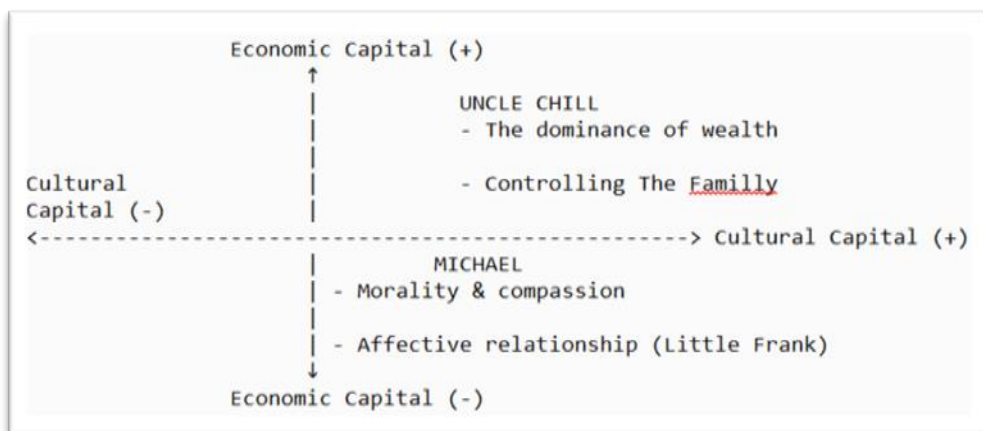 Economic Capital (+)
UNCLE CHILL
- The dominance of wealth
Cultural
Capital (-)
- Controlling The Familly
Cultural Capital (+)
MICHAEL
- Morality & compassion
- Affective relationship (Little Frank)
Economic Capital (-)